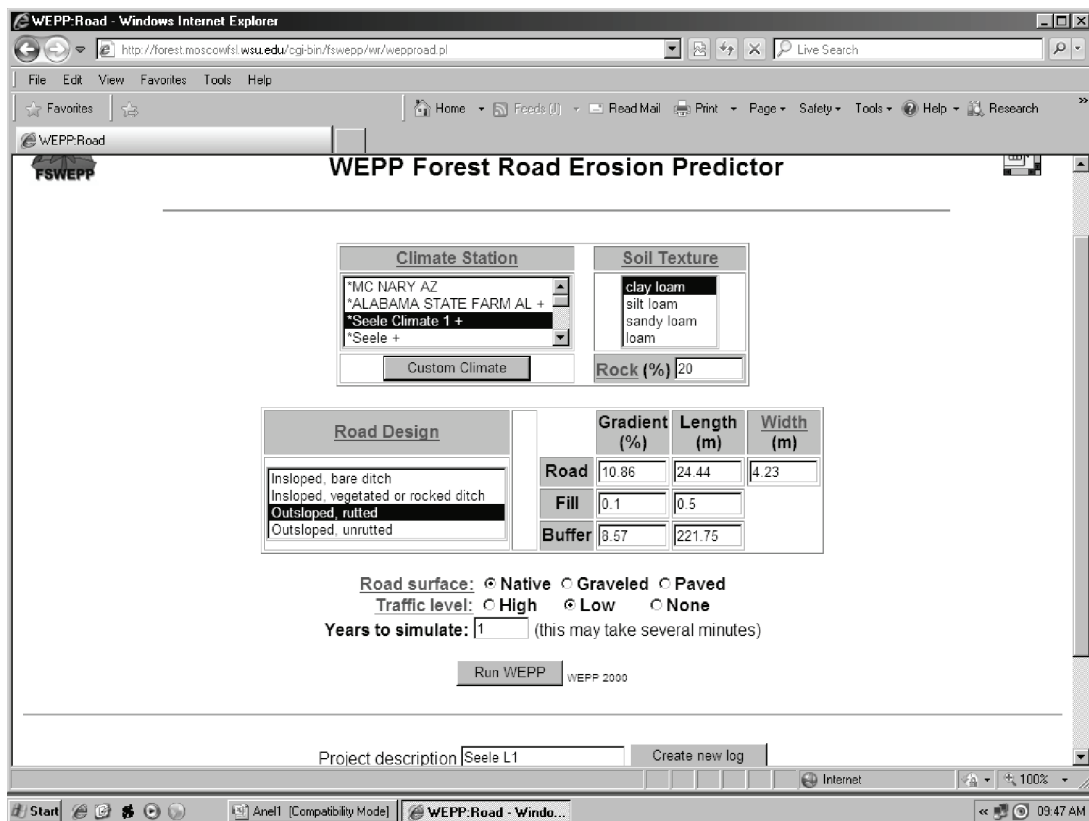 WEPP:Road - Windows Internet Explorer
http://forest.moscowfsl.wsu.edu/cgi-bin/fswepp/wr/wepproad.pl
Live Search
File Edit View Favorites Tools Help
Favorites
Home Feeds (J) Read Mail Print Page Safety Tools Help Research
WEPP:Road
FSWEPP
WEPP Forest Road Erosion Predictor
Climate Station
Soil Texture
*MC NARY AZ
*ALABAMA STATE FARM AL +
*Seele Climate 1 +
*Seele +
clay loam
silt loam
sandy loam
loam
Custom Climate
Rock (%) 20
Road Design
Gradient (%) Length (m) Width (m)
Insloped, bare ditch
Insloped, vegetated or rocked ditch
Outsloped, rutted
Outsloped, unrutted
Road 10.86 24.44 4.23
Fill 0.1 0.5
Buffer 8.57 221.75
Road surface: Native Graveled Paved
Traffic level: High Low None
Years to simulate: 1 (this may take several minutes)
Run WEPP WEPP 2000
Project description Seele L1 Create new log
Internet 100%
Start Anel1 [Compatibility Mode] WEPP:Road - Windo... 09:47 AM